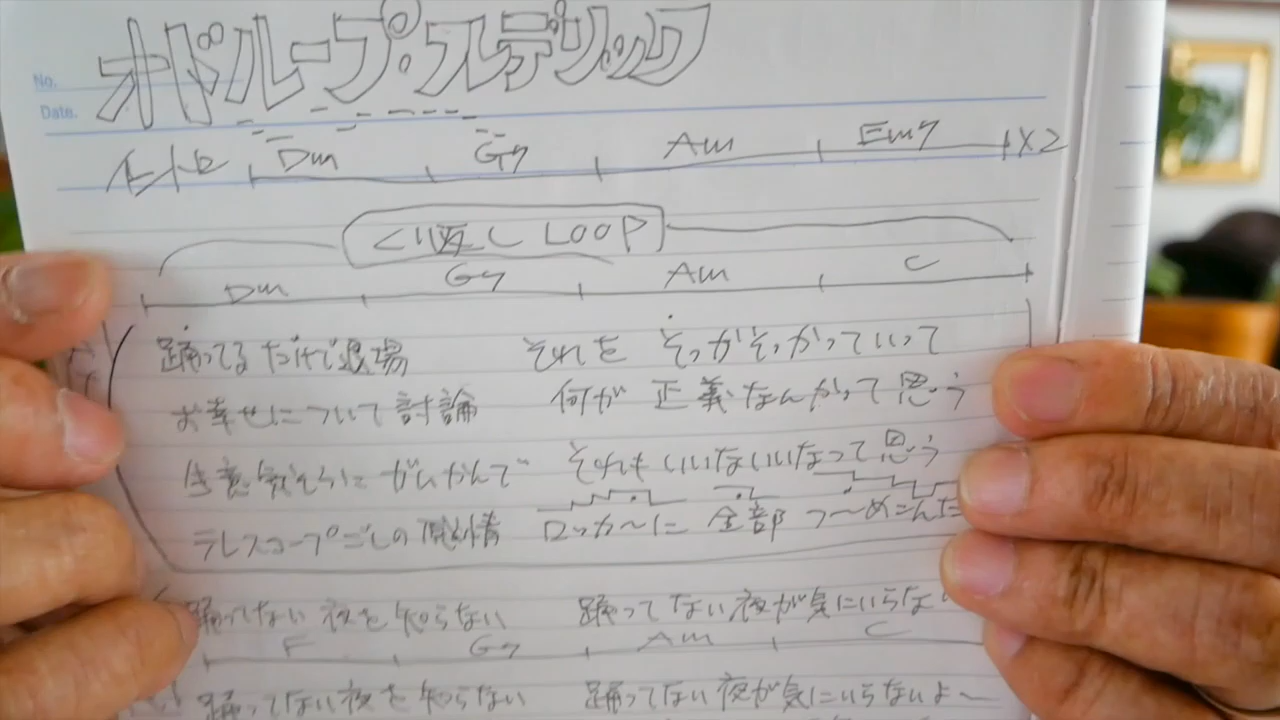 No.
オドループ・フレデリック
Date.
イントロ Dm G7 Am Em7 ×2
くり返し LOOP
Dm G7 Am C
踊ってるだけで退場 それを そっかそっかっていって
お幸せについて討論 何が 正義なんかって思う
生意気そうにガムかんで それもいいないいなって思う
テレスコープごしの感情 ロッカ〜に 全部 つ〜めこんだ
踊ってない夜を知らない 踊ってない夜が気にいらない
F G7 Am C
踊ってない夜を知らない 踊ってない夜が気にいらないよ〜